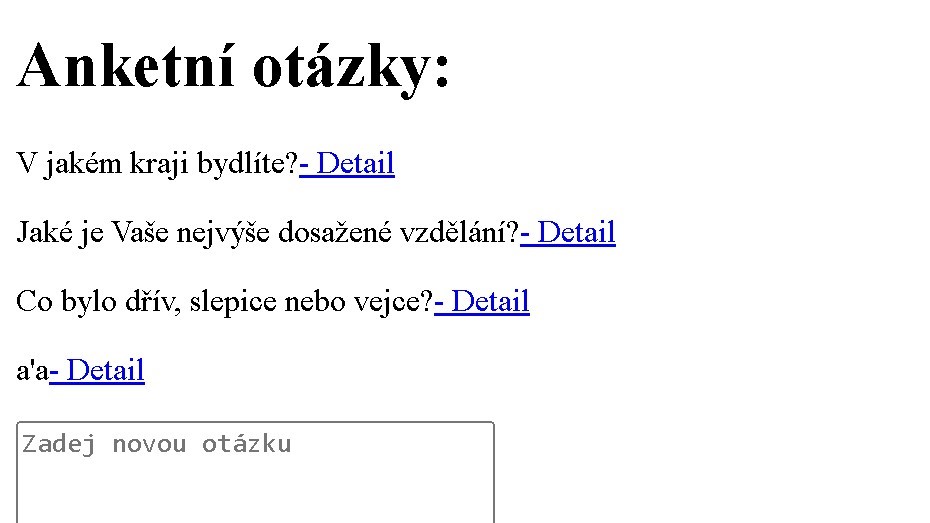 Anketní otázky:
V jakém kraji bydlíte?- Detail
Jaké je Vaše nejvýše dosažené vzdělání?- Detail
Co bylo dřív, slepice nebo vejce?- Detail
a'a- Detail
Zadej novou otázku